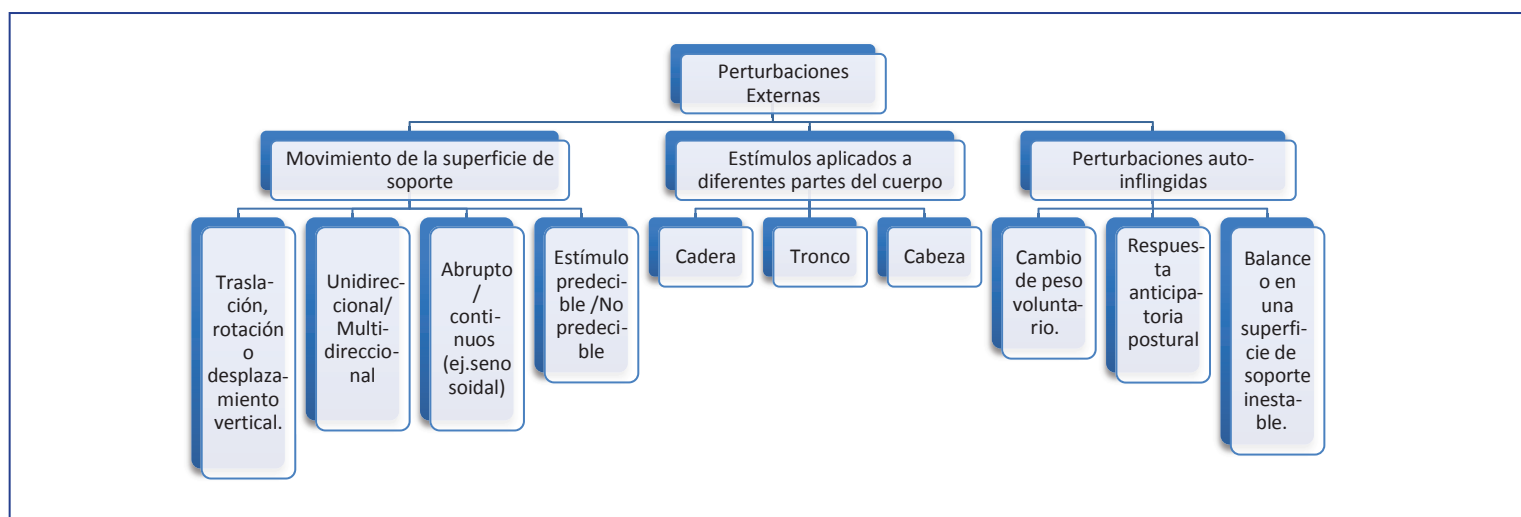 Perturbaciones
Externas
Movimiento de la superficie de
soporte
Estímulos aplicados a
diferentes partes del cuerpo
Perturbaciones auto-
inflingidas
Trasla-
ción,
rotación
o
desplaza-
miento
vertical.
Unidirec-
cional/
Multi-
direccio-
nal
Abrupto
/
conti-
nuos
(ej.seno
soidal)
Estímulo
predecible
/No
predeci-
ble
Cadera
Tronco
Cabeza
Cambio
de peso
volunta-
rio.
Respues-
ta
anticipa-
toria
postural
Balance
o en
una
superfi-
cie de
soporte
inesta-
ble.